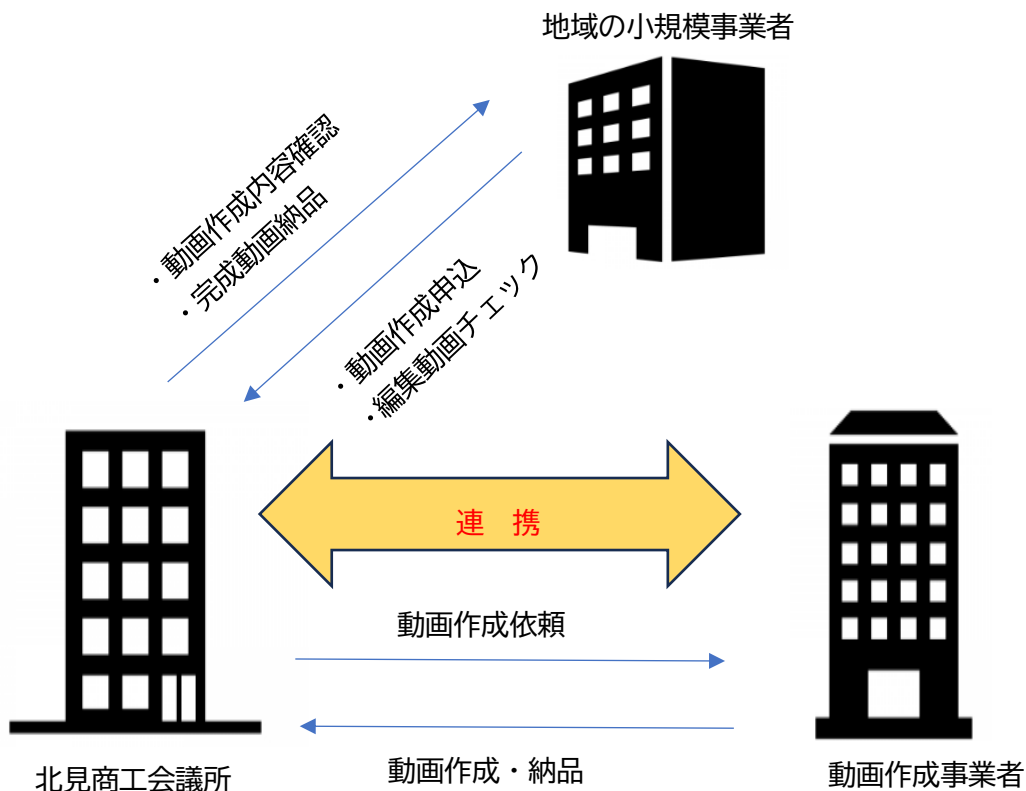 地域の小規模事業者
・動画作成内容確認
・完成動画納品
・動画作成申込
・編集動画チェック
連　携
動画作成依頼
動画作成・納品
北見商工会議所
動画作成事業者